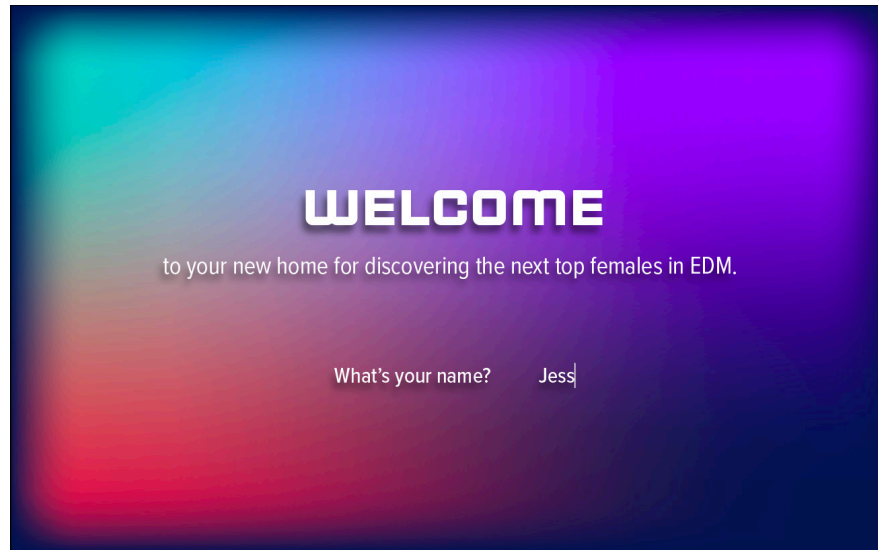 WELCOME
to your new home for discovering the next top females in EDM.
What's your name? Jess